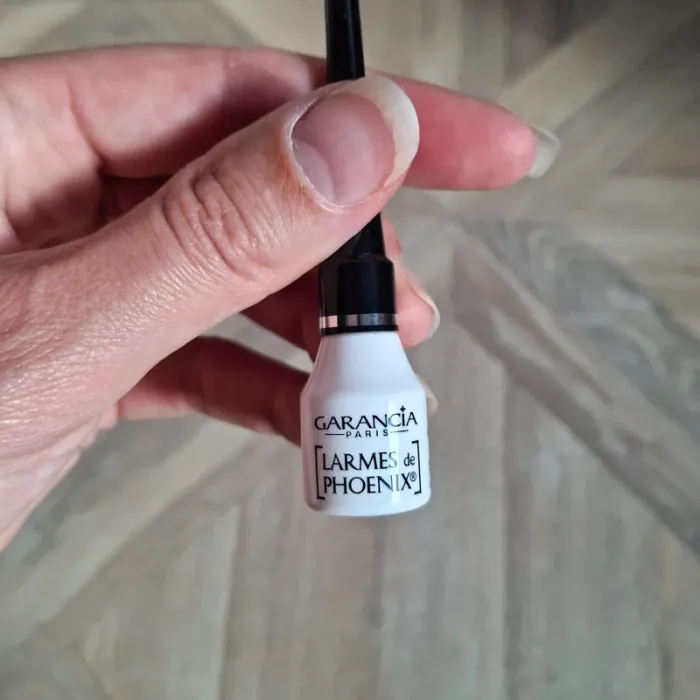 GARANCIA
PARIS
[LARMES de
PHOENIX®]